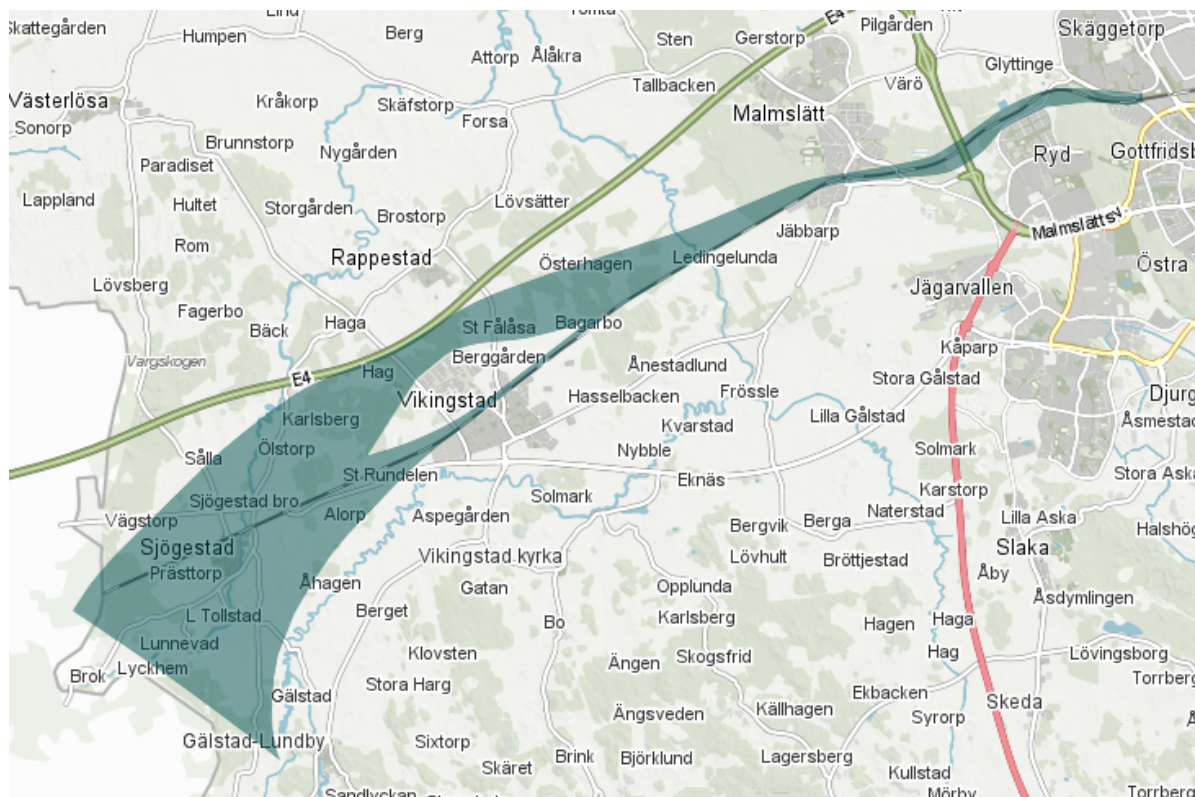 Skattegården
Humpen
Berg
Sten
Gerstorp
E4
Pilgården
Skäggetorp
Attorp
Ålåkra
Glyttinge
Tallbacken
Värö
Västerlösa
Kråkorp
Skäfstorp
Forsa
Malmslätt
Sonorp
Brunnstorp
Nygården
Ryd
Gottfridsb
Paradiset
Lappland
Hultet
Storgården
Brostorp
Lövsätter
Malmslättsv
Jäbbarp
Rom
Rappestad
Österhagen
Ledingelunda
Östra
Lövsberg
Jägarvallen
Fagerbo
Bäck
Haga
St Fålåsa
Bagarbo
Kåparp
Vargskogen
Berggården
Ånestadlund
E4
Hag
Stora Gålstad
Vikingstad
Hasselbacken
Frössle
Djurg
Karlsberg
Kvarstad
Lilla Gålstad
Åsmestad
Ölstorp
Sålla
Nybble
Solmark
St Rundelen
Eknäs
Stora Aska
Sjögestad bro
Solmark
Karstorp
Vägstorp
Alorp
Aspegården
Bergvik
Berga
Naterstad
Lilla Aska
Halshög
Sjögestad
Vikingstad kyrka
Lövhult
Bröttjestad
Slaka
Prästtorp
Åhagen
Gatan
Opplunda
Åby
Åsdymlingen
L Tollstad
Berget
Bo
Karlsberg
Hagen
Haga
Lunnevad
Klovsten
Ängen
Skogsfrid
Hag
Lövingsborg
Brok
Lyckhem
Gälstad
Stora Harg
Ekbacken
Torrberg
Ängsveden
Källhagen
Syrorp
Skeda
Gälstad-Lundby
Sixtorp
Skäret
Brink
Björklund
Lagersberg
Kullstad
Sandlyckan
Mörby
Torrberg